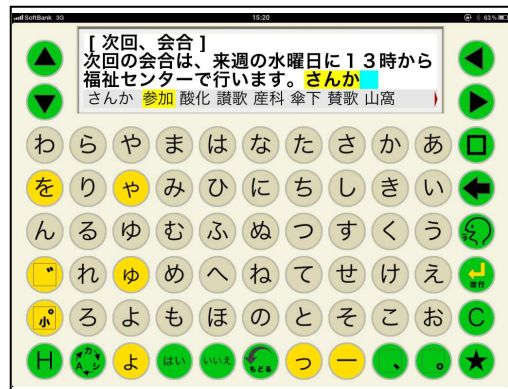 SoftBank 3G 15:20 63%
[次回、会合]
次回の会合は、来週の水曜日に13時から
福祉センターで行います。さんか
さんか 参加 酸化 讃歌 産科 傘下 賛歌 山窩
わ ら や ま は な た さ か あ
を り ゃ み ひ に ち し き い
ん る ゆ む ふ ぬ つ す く う
゛ れ ゅ め へ ね て せ け え 改行
小゜ ろ よ も ほ の と そ こ お C
H カナ A シ ょ はい いいえ もどる っ ー 、 。 ★